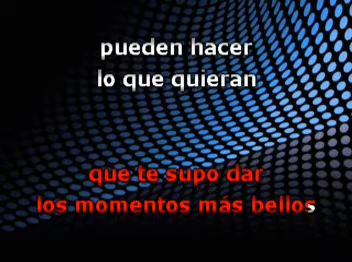 pueden hacer
lo que quieran
que te supo dar
los momentos más bellos